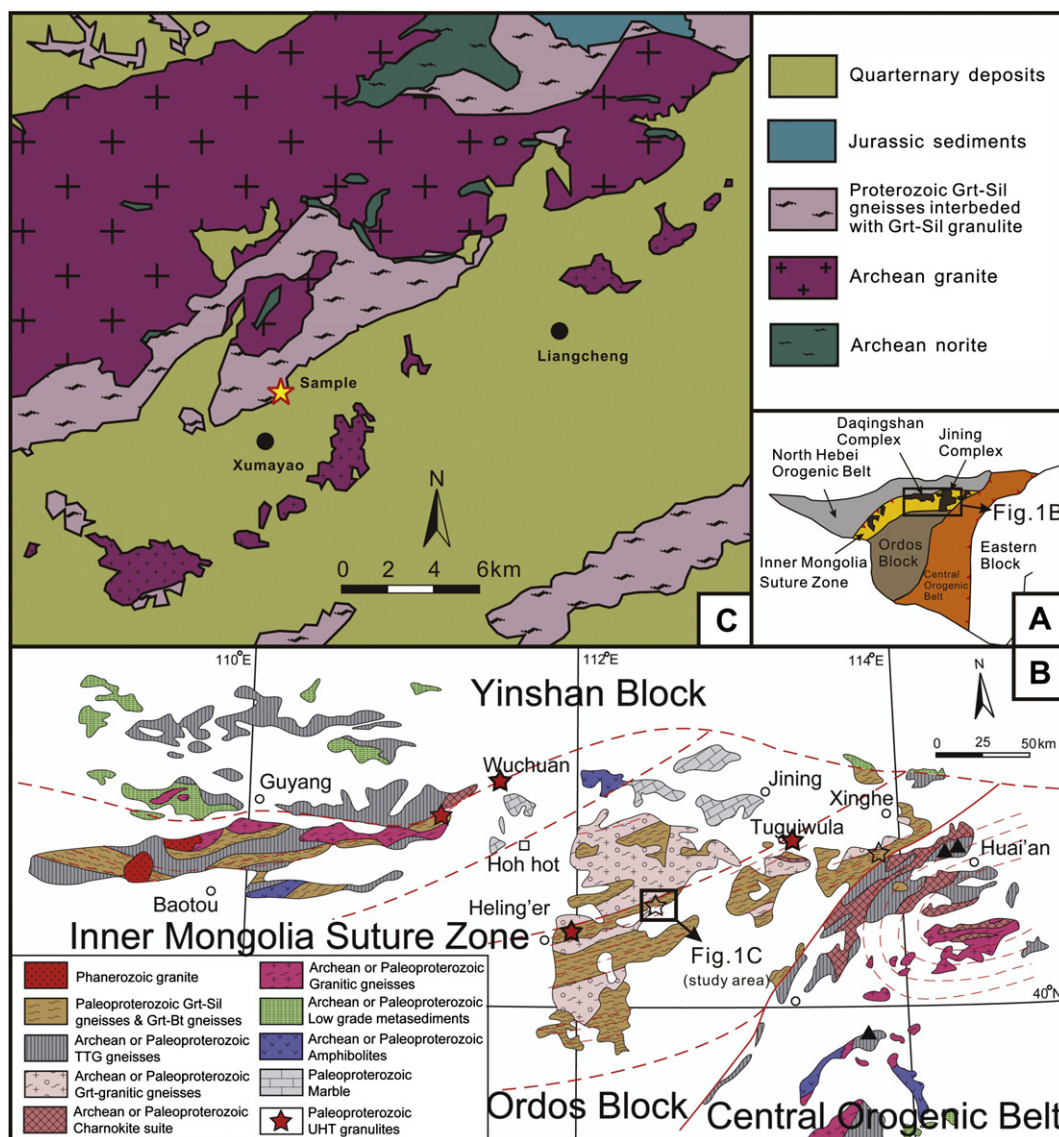 Quarternary deposits
Jurassic sediments
Proterozoic Grt-Sil
gneisses interbeded
with Grt-Sil granulite
Archean granite
Archean norite
Liangcheng
Sample
Xumayao
N
0 2 4 6km
C
Daqingshan
Complex
Jining
Complex
North Hebei
Orogenic Belt
Fig.1B
Ordos
Block
Eastern
Block
Inner Mongolia
Suture Zone
Central
Orogenic
Belt
A
110°E
112°E
114°E
B
Yinshan Block
N
0 25 50km
Wuchuan
Guyang
Jining
Xinghe
Tuguiwula
Hoh hot
Huai'an
Baotou
Heling'er
Inner Mongolia Suture Zone
Fig.1C
(study area)
40°N
Phanerozoic granite
Paleoproterozoic Grt-Sil
gneisses & Grt-Bt gneisses
Archean or Paleoproterozoic
TTG gneisses
Archean or Paleoproterozoic
Grt-granitic gneisses
Archean or Paleoproterozoic
Charnokite suite
Archean or Paleoproterozoic
Granitic gneisses
Archean or Paleoproterozoic
Low grade metasediments
Archean or Paleoproterozoic
Amphibolites
Paleoproterozoic
Marble
Paleoproterozoic
UHT granulites
Ordos Block
Central Orogenic Belt